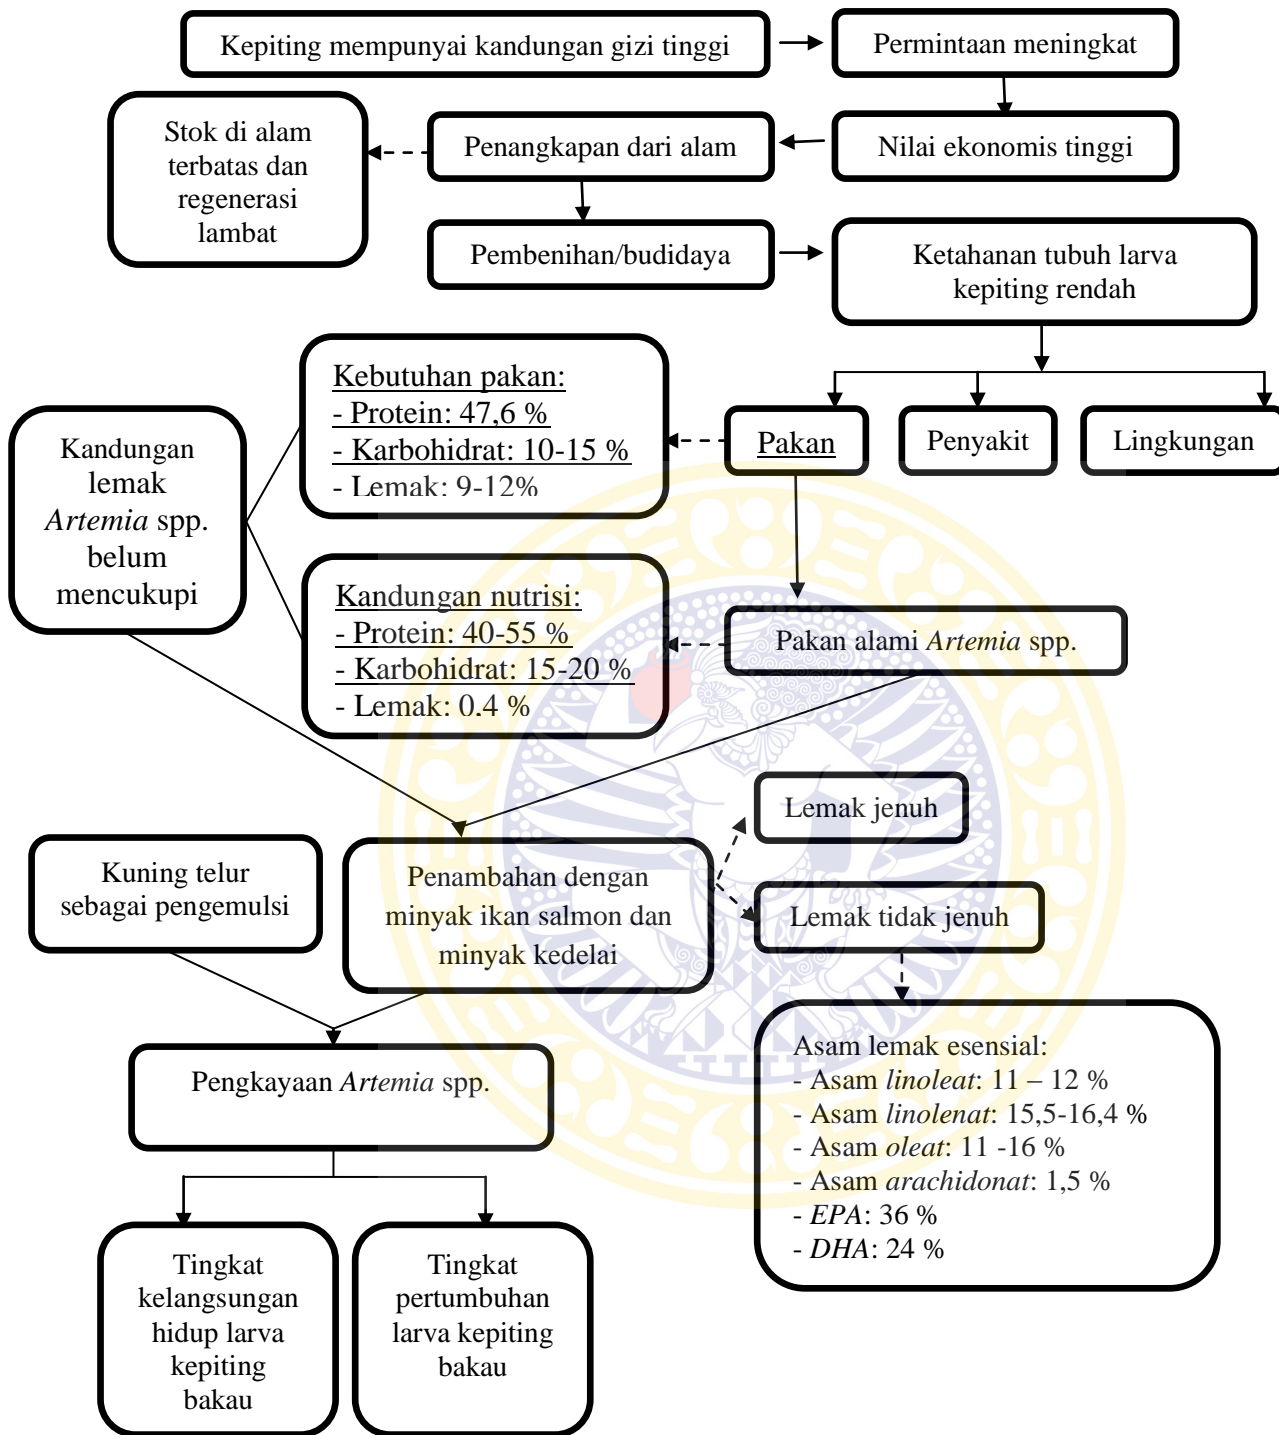 Kepiting mempunyai kandungan gizi tinggi
Permintaan meningkat
Stok di alam
terbatas dan
regenerasi
lambat
Penangkapan dari alam
Nilai ekonomis tinggi
Pembenihan/budidaya
Ketahanan tubuh larva
kepiting rendah
Kebutuhan pakan:
- Protein: 47,6 %
- Karbohidrat: 10-15 %
- Lemak: 9-12%
Pakan
Penyakit
Lingkungan
Kandungan
lemak
Artemia spp.
belum
mencukupi
Kandungan nutrisi:
- Protein: 40-55 %
- Karbohidrat: 15-20 %
- Lemak: 0,4 %
Pakan alami Artemia spp.
Lemak jenuh
Kuning telur
sebagai pengemulsi
Penambahan dengan
minyak ikan salmon dan
minyak kedelai
Lemak tidak jenuh
Pengkayaan Artemia spp.
Asam lemak esensial:
- Asam linoleat: 11 – 12 %
- Asam linolenat: 15,5-16,4 %
- Asam oleat: 11 -16 %
- Asam arachidonat: 1,5 %
- EPA: 36 %
- DHA: 24 %
Tingkat
kelangsungan
hidup larva
kepiting
bakau
Tingkat
pertumbuhan
larva kepiting
bakau